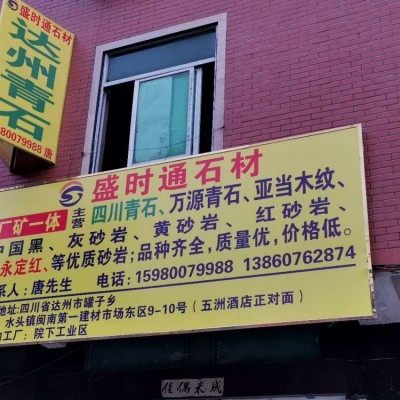 盛时通石材
达州青石
80079988 唐
盛时通石材
厂矿一体
主营
四川青石、万源青石、亚当木纹、
中国黑、灰砂岩、黄砂岩、红砂岩、
永定红、等优质砂岩;品种齐全,质量优,价格低。
系人:唐先生 电话:15980079988 13860762874
地址:四川省达州市罐子乡
水头镇闽南第一建材市场东区9-10号(五洲酒店正对面)
工厂:院下工业区
佳偶天成